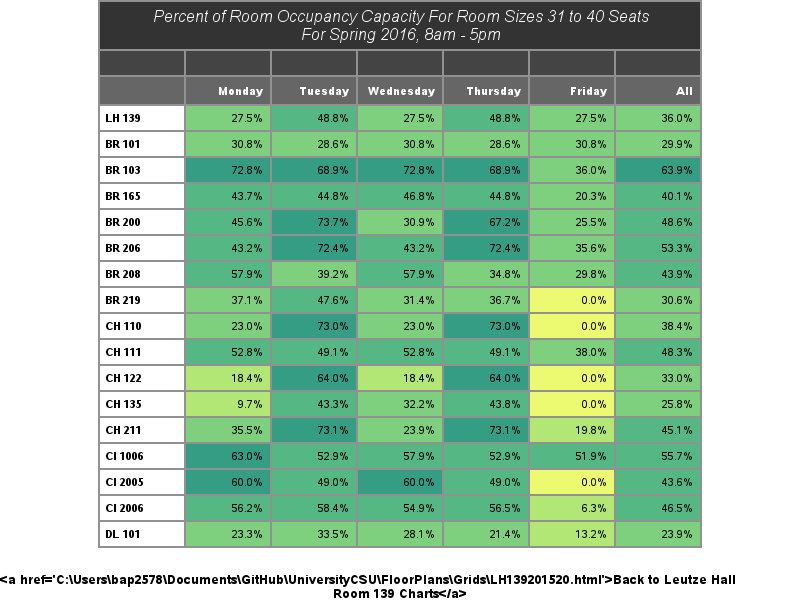 Percent of Room Occupancy Capacity For Room Sizes 31 to 40 Seats
For Spring 2016, 8am - 5pm
Monday Tuesday Wednesday Thursday Friday All
LH 139 27.5% 48.8% 27.5% 48.8% 27.5% 36.0%
BR 101 30.8% 28.6% 30.8% 28.6% 30.8% 29.9%
BR 103 72.8% 68.9% 72.8% 68.9% 36.0% 63.9%
BR 165 43.7% 44.8% 46.8% 44.8% 20.3% 40.1%
BR 200 45.6% 73.7% 30.9% 67.2% 25.5% 48.6%
BR 206 43.2% 72.4% 43.2% 72.4% 35.6% 53.3%
BR 208 57.9% 39.2% 57.9% 34.8% 29.8% 43.9%
BR 219 37.1% 47.6% 31.4% 36.7% 0.0% 30.6%
CH 110 23.0% 73.0% 23.0% 73.0% 0.0% 38.4%
CH 111 52.8% 49.1% 52.8% 49.1% 38.0% 48.3%
CH 122 18.4% 64.0% 18.4% 64.0% 0.0% 33.0%
CH 135 9.7% 43.3% 32.2% 43.8% 0.0% 25.8%
CH 211 35.5% 73.1% 23.9% 73.1% 19.8% 45.1%
CI 1006 63.0% 52.9% 57.9% 52.9% 51.9% 55.7%
CI 2005 60.0% 49.0% 60.0% 49.0% 0.0% 43.6%
CI 2006 56.2% 58.4% 54.9% 56.5% 6.3% 46.5%
DL 101 23.3% 33.5% 28.1% 21.4% 13.2% 23.9%
<a href='C:\Users\bap2578\Documents\GitHub\UniversityCSU\FloorPlans\Grids\LH139201520.html'>Back to Leutze Hall
Room 139 Charts</a>